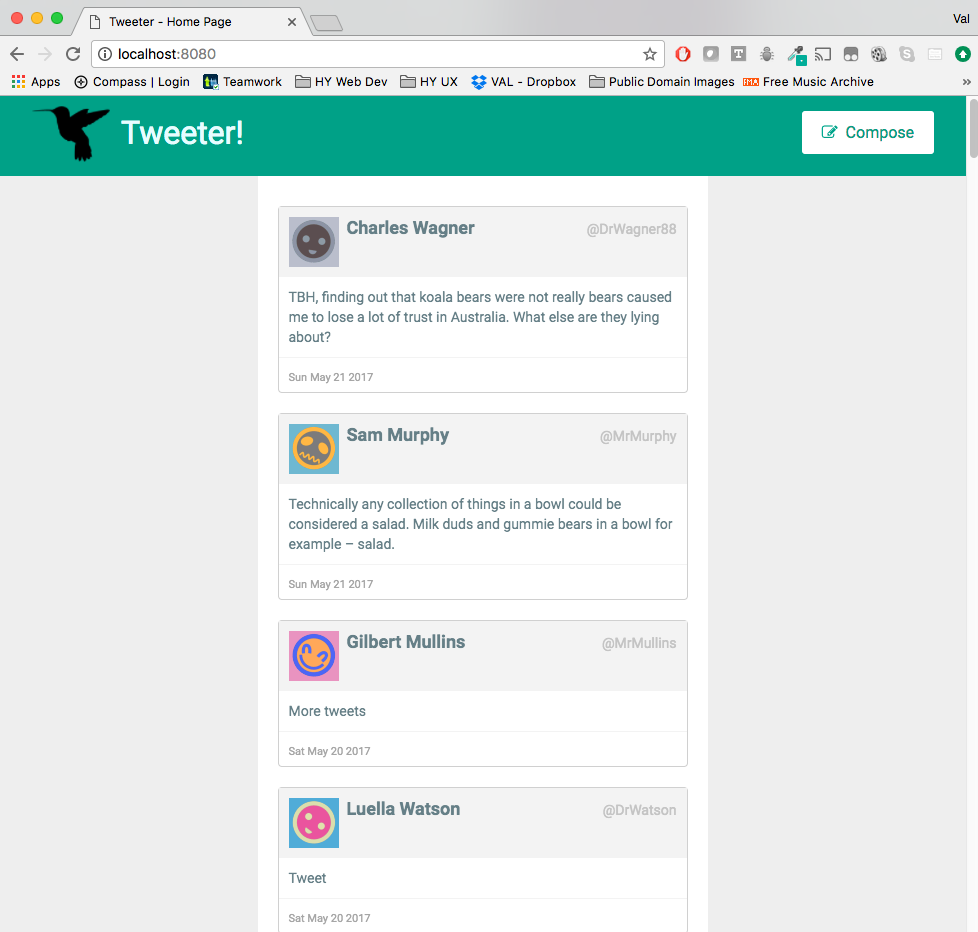 Tweeter - Home Page
Val
localhost:8080
Apps
Compass | Login
Teamwork
HY Web Dev
HY UX
VAL - Dropbox
Public Domain Images
FMA
Free Music Archive
»
Tweeter!
Compose
Charles Wagner
@DrWagner88
TBH, finding out that koala bears were not really bears caused
me to lose a lot of trust in Australia. What else are they lying
about?
Sun May 21 2017
Sam Murphy
@MrMurphy
Technically any collection of things in a bowl could be
considered a salad. Milk duds and gummie bears in a bowl for
example – salad.
Sun May 21 2017
Gilbert Mullins
@MrMullins
More tweets
Sat May 20 2017
Luella Watson
@DrWatson
Tweet
Sat May 20 2017